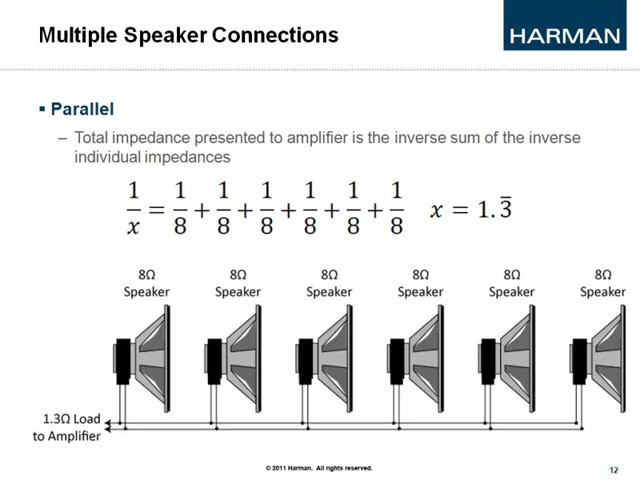 Multiple Speaker Connections
HARMAN
▪ Parallel
– Total impedance presented to amplifier is the inverse sum of the inverse
individual impedances
1/x = 1/8 + 1/8 + 1/8 + 1/8 + 1/8 + 1/8   x = 1.3̅
8Ω 8Ω 8Ω 8Ω 8Ω 8Ω
Speaker Speaker Speaker Speaker Speaker Speaker
1.3Ω Load
to Amplifier
© 2011 Harman. All rights reserved.
12